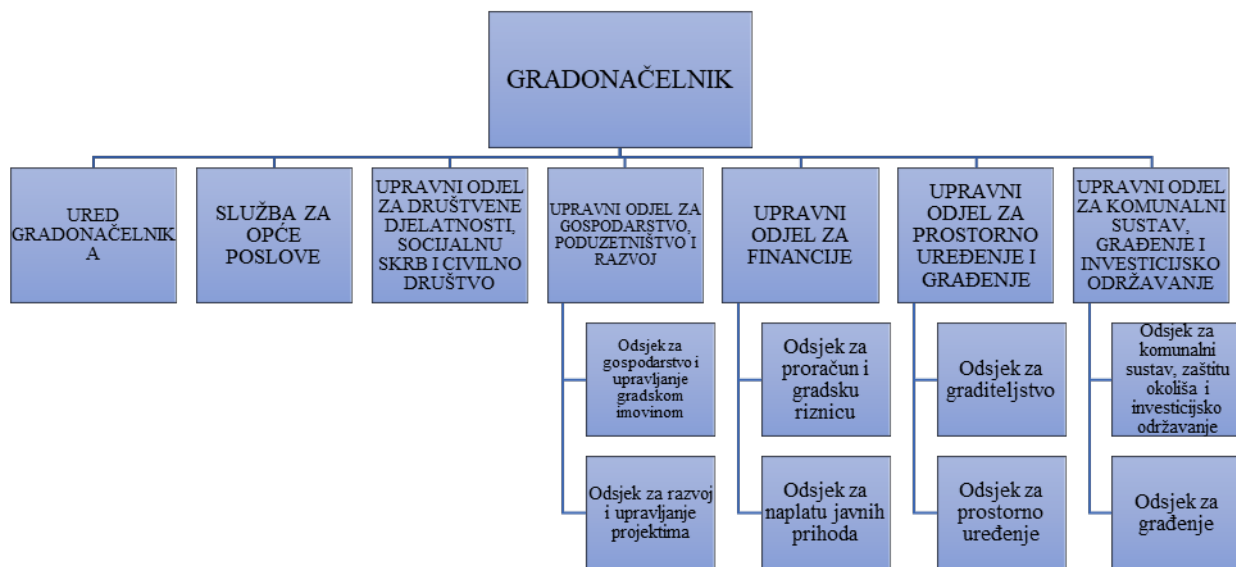 GRADONAČELNIK
URED
GRADONAČELNIK
A
SLUŽBA ZA
OPĆE
POSLOVE
UPRAVNI ODJEL
ZA DRUŠTVENE
DJELATNOSTI,
SOCIJALNU
SKRB I CIVILNO
DRUŠTVO
UPRAVNI ODJEL ZA
GOSPODARSTVO,
PODUZETNIŠTVO I
RAZVOJ
UPRAVNI
ODJEL ZA
FINANCIJE
UPRAVNI
ODJEL ZA
PROSTORNO
UREĐENJE I
GRAĐENJE
UPRAVNI ODJEL
ZA KOMUNALNI
SUSTAV,
GRAĐENJE I
INVESTICIJSKO
ODRŽAVANJE
Odsjek za
gospodarstvo i
upravljanje
gradskom
imovinom
Odsjek za
proračun i
gradsku
riznicu
Odsjek za
graditeljstvo
Odsjek za
komunalni
sustav, zaštitu
okoliša i
investicijsko
održavanje
Odsjek za razvoj
i upravljanje
projektima
Odsjek za
naplatu javnih
prihoda
Odsjek za
prostorno
uređenje
Odsjek za
građenje